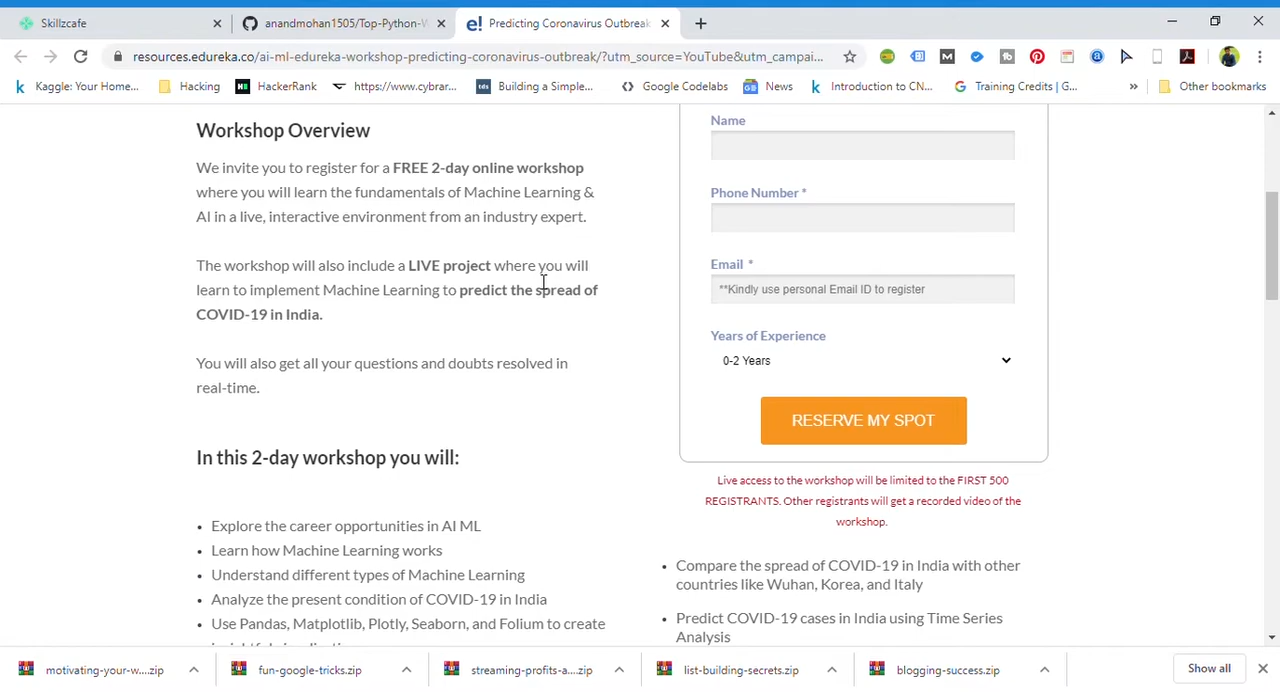 Skillzcafe
anandmohan1505/Top-Python-W
e! Predicting Coronavirus Outbreak
resources.edureka.co/ai-ml-edureka-workshop-predicting-coronavirus-outbreak/?utm_source=YouTube&utm_campai...
Kaggle: Your Home...
Hacking
HackerRank
https://www.cybrar...
Building a Simple...
Google Codelabs
News
Introduction to CN...
Training Credits | G...
»
Other bookmarks
Workshop Overview
We invite you to register for a FREE 2-day online workshop
where you will learn the fundamentals of Machine Learning &
AI in a live, interactive environment from an industry expert.
The workshop will also include a LIVE project where you will
learn to implement Machine Learning to predict the spread of
COVID-19 in India.
You will also get all your questions and doubts resolved in
real-time.
In this 2-day workshop you will:
• Explore the career opportunities in AI ML
• Learn how Machine Learning works
• Understand different types of Machine Learning
• Analyze the present condition of COVID-19 in India
• Use Pandas, Matplotlib, Plotly, Seaborn, and Folium to create
Name
Phone Number *
Email *
**Kindly use personal Email ID to register
Years of Experience
0-2 Years
RESERVE MY SPOT
Live access to the workshop will be limited to the FIRST 500
REGISTRANTS. Other registrants will get a recorded video of the
workshop.
• Compare the spread of COVID-19 in India with other
countries like Wuhan, Korea, and Italy
• Predict COVID-19 cases in India using Time Series
Analysis
motivating-your-w....zip
fun-google-tricks.zip
streaming-profits-a....zip
list-building-secrets.zip
blogging-success.zip
Show all